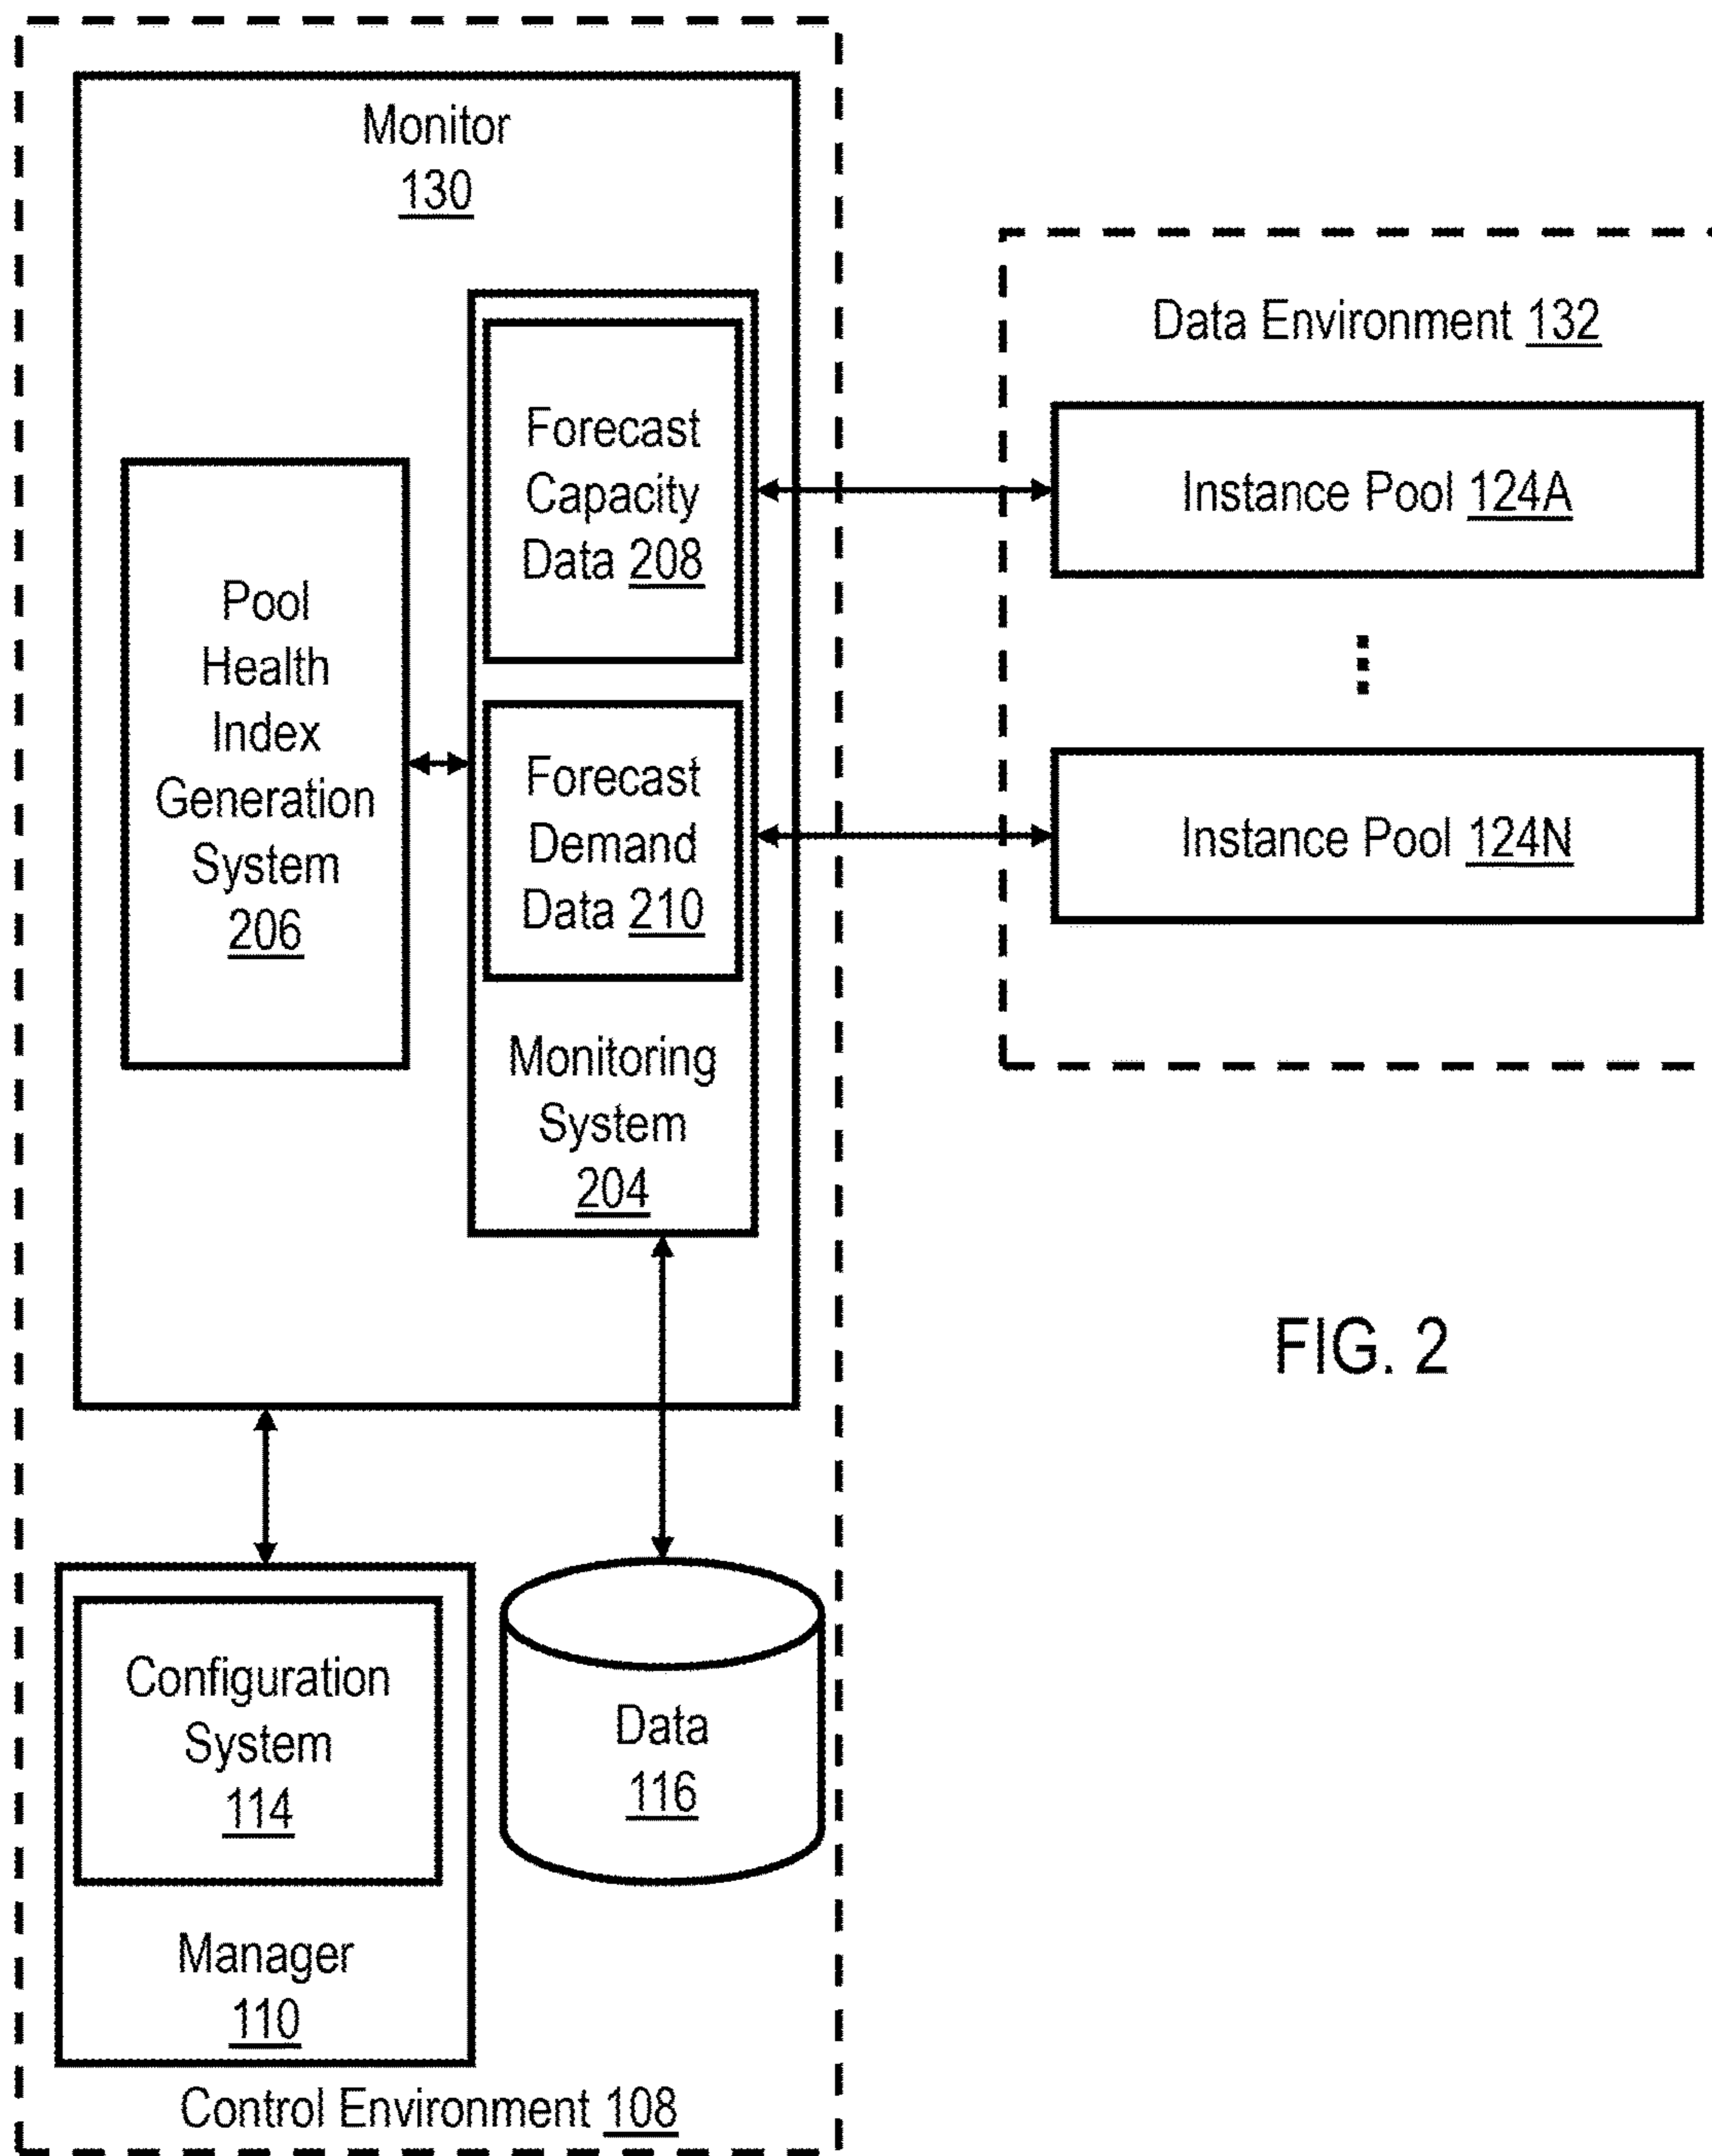 Monitor
130
Data Environment 132
Forecast
Capacity
Data 208
Instance Pool 124A
Pool
Health
Index
Generation
System
206
Forecast
Demand
Data 210
Instance Pool 124N
Monitoring
System
204
FIG. 2
Configuration
System
114
Data
116
Manager
110
Control Environment 108